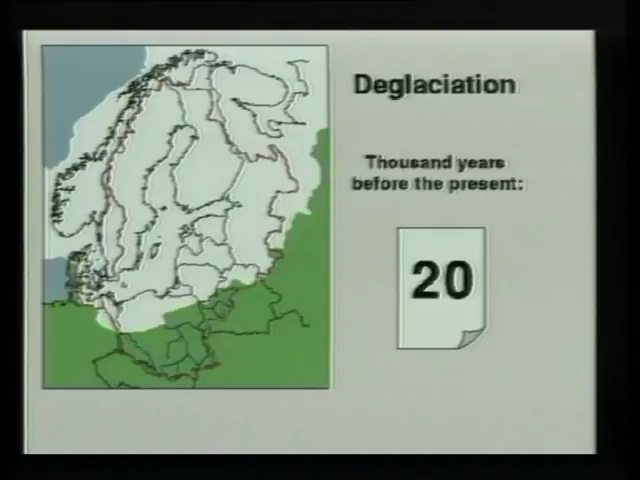 Deglaciation
Thousand years
before the present:
20